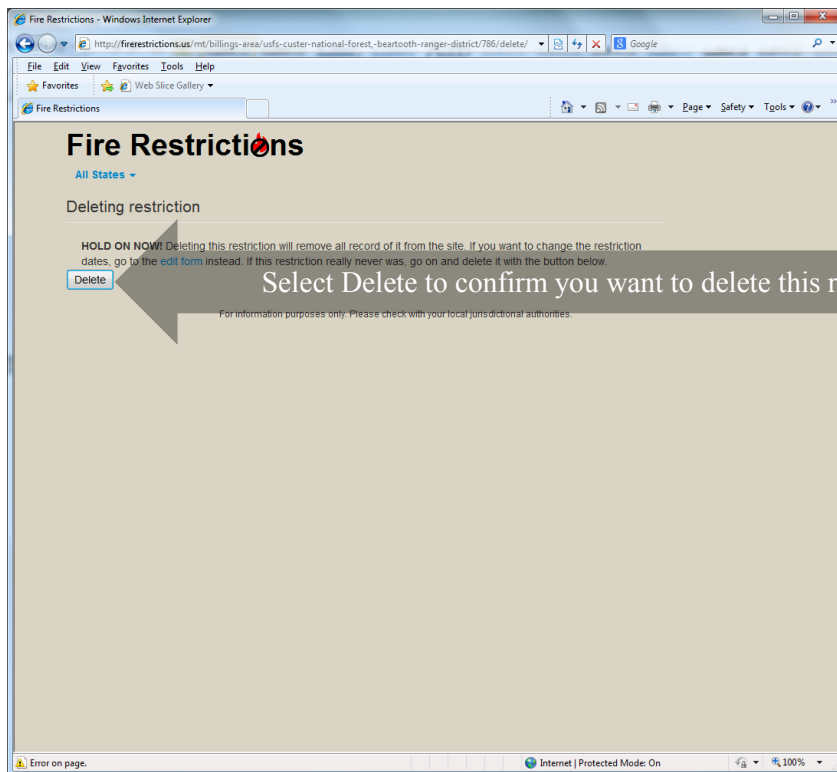 Fire Restrictions - Windows Internet Explorer
http://firerestrictions.us/mt/billings-area/usfs-custer-national-forest,-beartooth-ranger-district/786/delete/
Google
File Edit View Favorites Tools Help
Favorites Web Slice Gallery
Fire Restrictions
Page Safety Tools
Fire Restrictions
All States
Deleting restriction
HOLD ON NOW! Deleting this restriction will remove all record of it from the site. If you want to change the restriction
dates, go to the edit form instead. If this restriction really never was, go on and delete it with the button below.
Delete
Select Delete to confirm you want to delete this r
For information purposes only. Please check with your local jurisdictional authorities.
Error on page.
Internet | Protected Mode: On
100%